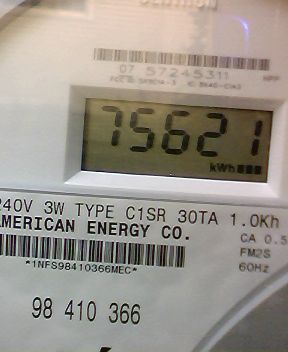 07 57245311
75621
kWh
240V 3W TYPE C1SR 30TA 1.0Kh
AMERICAN ENERGY CO.
CA 0.5
FM2S
*1NFS98410366MEC*
60Hz
98 410 366